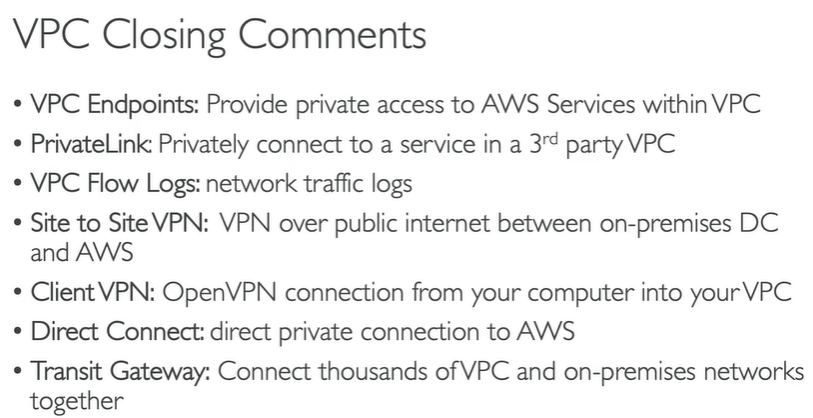 VPC Closing Comments
• VPC Endpoints: Provide private access to AWS Services within VPC
• PrivateLink: Privately connect to a service in a 3rd party VPC
• VPC Flow Logs: network traffic logs
• Site to Site VPN: VPN over public internet between on-premises DC
and AWS
• Client VPN: OpenVPN connection from your computer into your VPC
• Direct Connect: direct private connection to AWS
• Transit Gateway: Connect thousands of VPC and on-premises networks
together